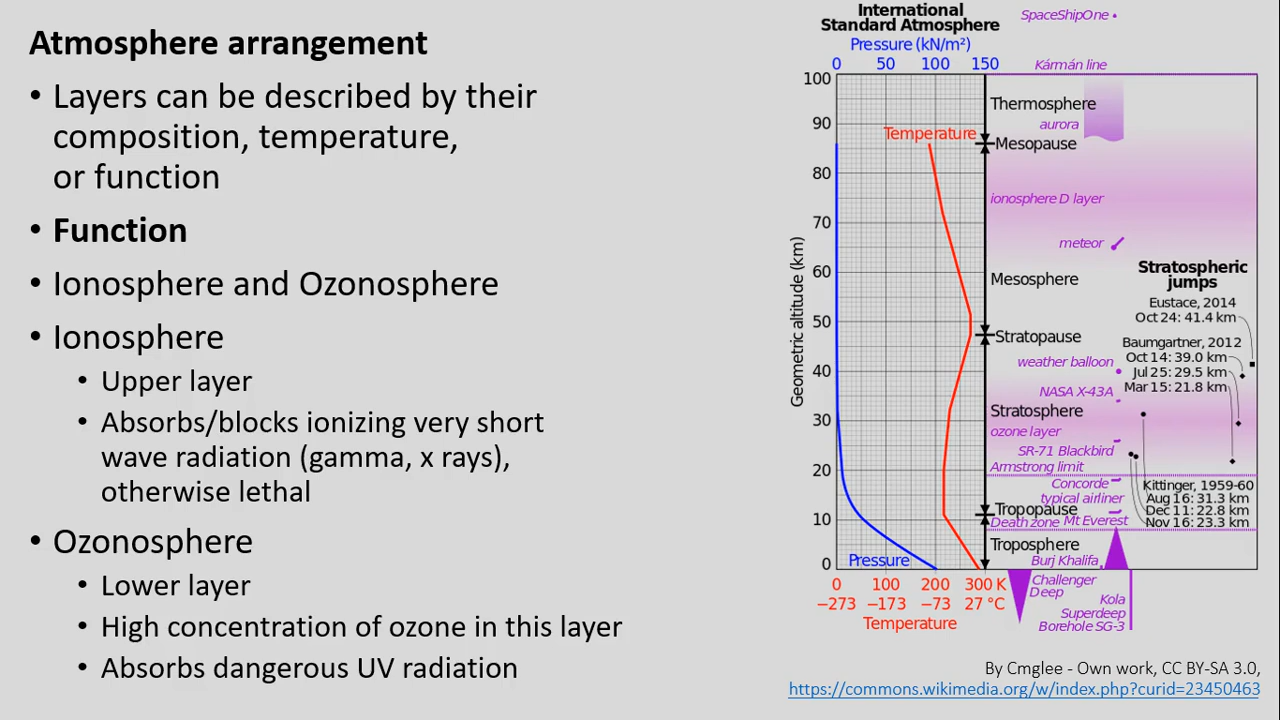 Atmosphere arrangement
• Layers can be described by their
composition, temperature,
or function
• Function
• Ionosphere and Ozonosphere
• Ionosphere
• Upper layer
• Absorbs/blocks ionizing very short
wave radiation (gamma, x rays),
otherwise lethal
• Ozonosphere
• Lower layer
• High concentration of ozone in this layer
• Absorbs dangerous UV radiation
International
Standard Atmosphere
Pressure (kN/m²)
0 50 100 150
Geometric altitude (km)
100
90
80
70
60
50
40
30
20
10
0
Temperature
Pressure
0 100 200 300 K
−273 −173 −73 27 °C
Temperature
SpaceShipOne
Kármán line
Thermosphere
aurora
Mesopause
ionosphere D layer
meteor
Mesosphere
Stratopause
weather balloon
NASA X-43A
Stratosphere
ozone layer
SR-71 Blackbird
Armstrong limit
Concorde
typical airliner
Tropopause
Death zone Mt Everest
Troposphere
Burj Khalifa
Challenger
Deep
Kola
Superdeep
Borehole SG-3
Stratospheric
jumps
Eustace, 2014
Oct 24: 41.4 km
Baumgartner, 2012
Oct 14: 39.0 km
Jul 25: 29.5 km
Mar 15: 21.8 km
Kittinger, 1959-60
Aug 16: 31.3 km
Dec 11: 22.8 km
Nov 16: 23.3 km
By Cmglee - Own work, CC BY-SA 3.0,
https://commons.wikimedia.org/w/index.php?curid=23450463